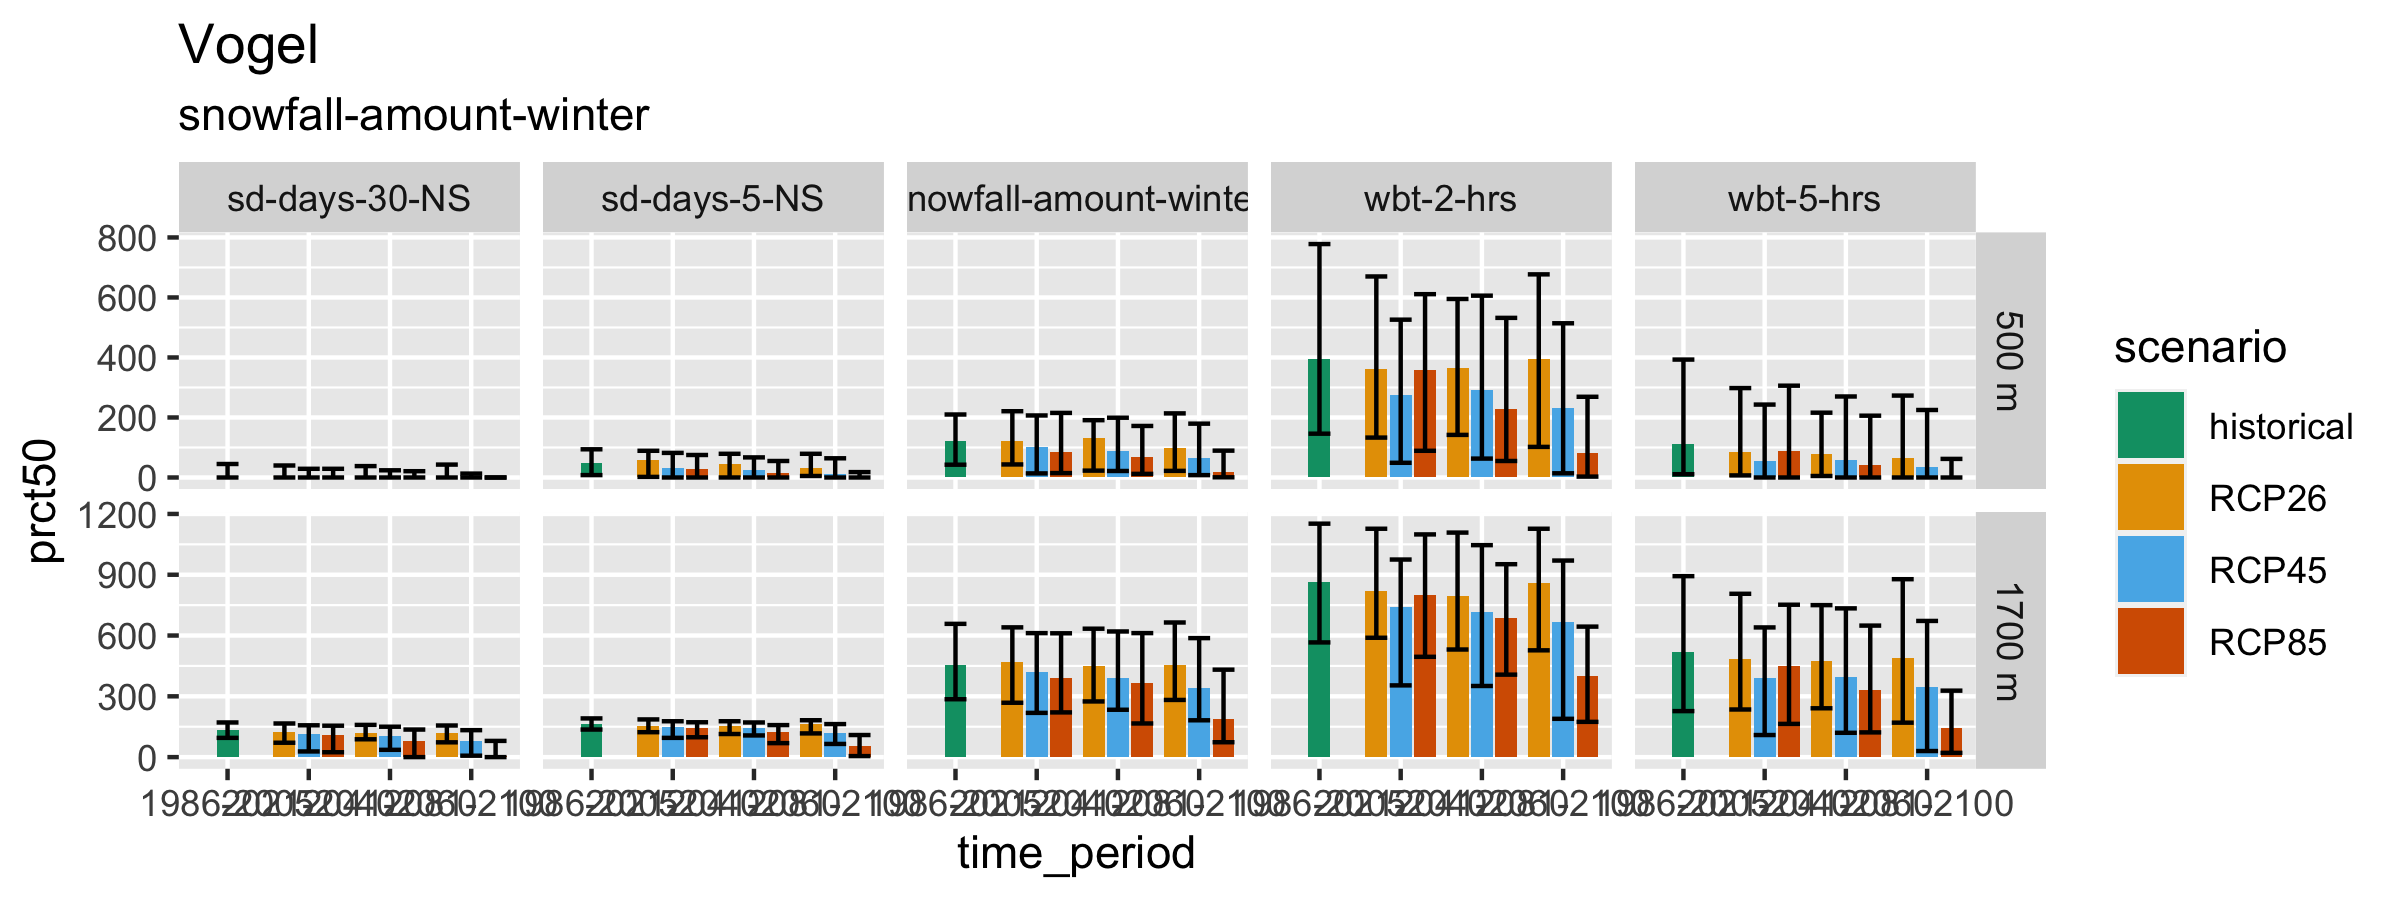 Vogel
snowfall-amount-winter
sd-days-30-NS
sd-days-5-NS
nowfall-amount-winte
wbt-2-hrs
wbt-5-hrs
800
600
400
200
0
500 m
1200
900
600
300
0
1700 m
prct50
time_period
scenario
historical
RCP26
RCP45
RCP85